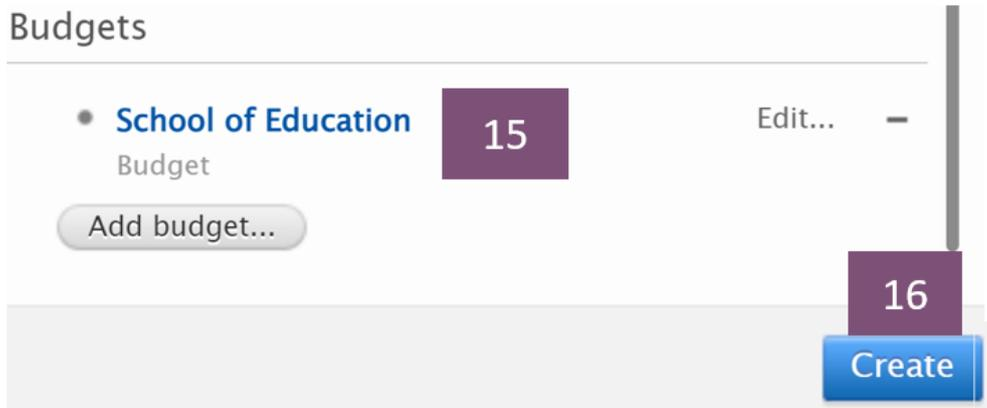 Budgets
School of Education 15 Edit... –
Budget
Add budget...
16
Create